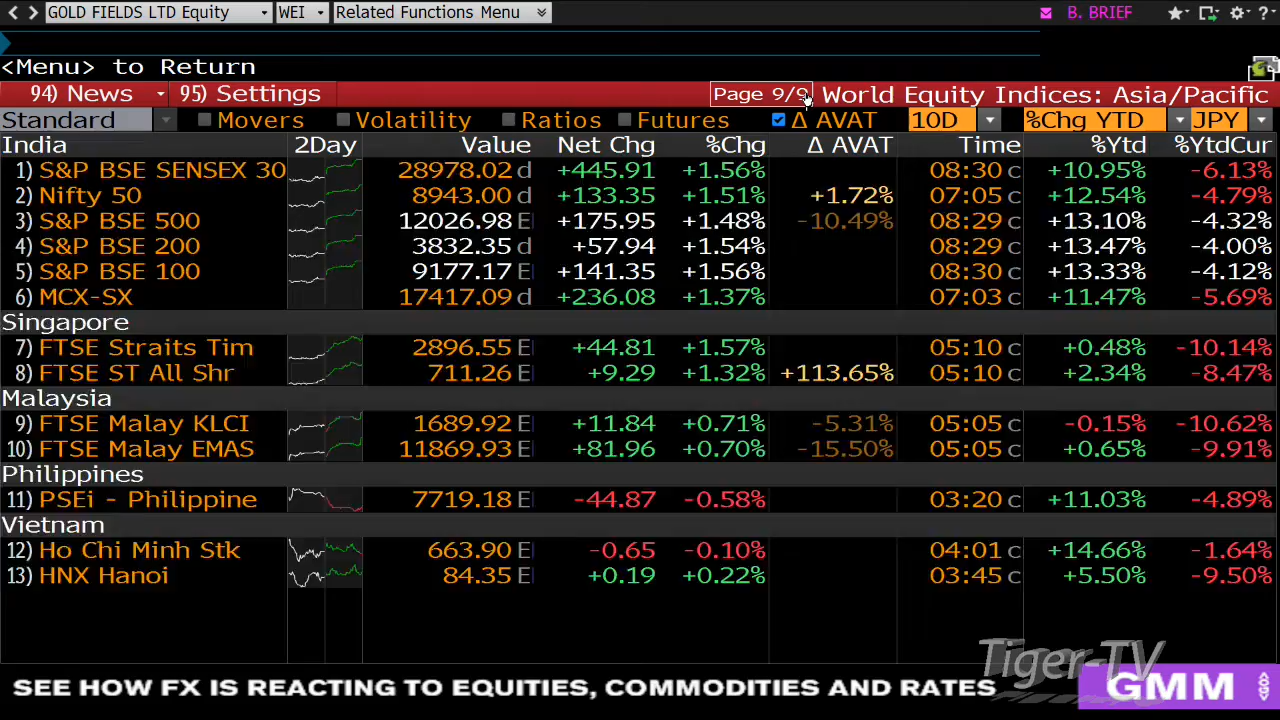 GOLD FIELDS LTD Equity WEI Related Functions Menu B. BRIEF
<Menu> to Return
94) News 95) Settings Page 9/9 World Equity Indices: Asia/Pacific
Standard Movers Volatility Ratios Futures Δ AVAT 10D %Chg YTD JPY
India 2Day Value Net Chg %Chg Δ AVAT Time %Ytd %YtdCur
1) S&P BSE SENSEX 30 28978.02 d +445.91 +1.56% 08:30 c +10.95% -6.13%
2) Nifty 50 8943.00 d +133.35 +1.51% +1.72% 07:05 c +12.54% -4.79%
3) S&P BSE 500 12026.98 E +175.95 +1.48% -10.49% 08:29 c +13.10% -4.32%
4) S&P BSE 200 3832.35 d +57.94 +1.54% 08:29 c +13.47% -4.00%
5) S&P BSE 100 9177.17 E +141.35 +1.56% 08:30 c +13.33% -4.12%
6) MCX-SX 17417.09 d +236.08 +1.37% 07:03 c +11.47% -5.69%
Singapore
7) FTSE Straits Tim 2896.55 E +44.81 +1.57% 05:10 c +0.48% -10.14%
8) FTSE ST All Shr 711.26 E +9.29 +1.32% +113.65% 05:10 c +2.34% -8.47%
Malaysia
9) FTSE Malay KLCI 1689.92 E +11.84 +0.71% -5.31% 05:05 c -0.15% -10.62%
10) FTSE Malay EMAS 11869.93 E +81.96 +0.70% -15.50% 05:05 c +0.65% -9.91%
Philippines
11) PSEi - Philippine 7719.18 E -44.87 -0.58% 03:20 c +11.03% -4.89%
Vietnam
12) Ho Chi Minh Stk 663.90 E -0.65 -0.10% 04:01 c +14.66% -1.64%
13) HNX Hanoi 84.35 E +0.19 +0.22% 03:45 c +5.50% -9.50%
Tiger-TV
SEE HOW FX IS REACTING TO EQUITIES, COMMODITIES AND RATES GMM